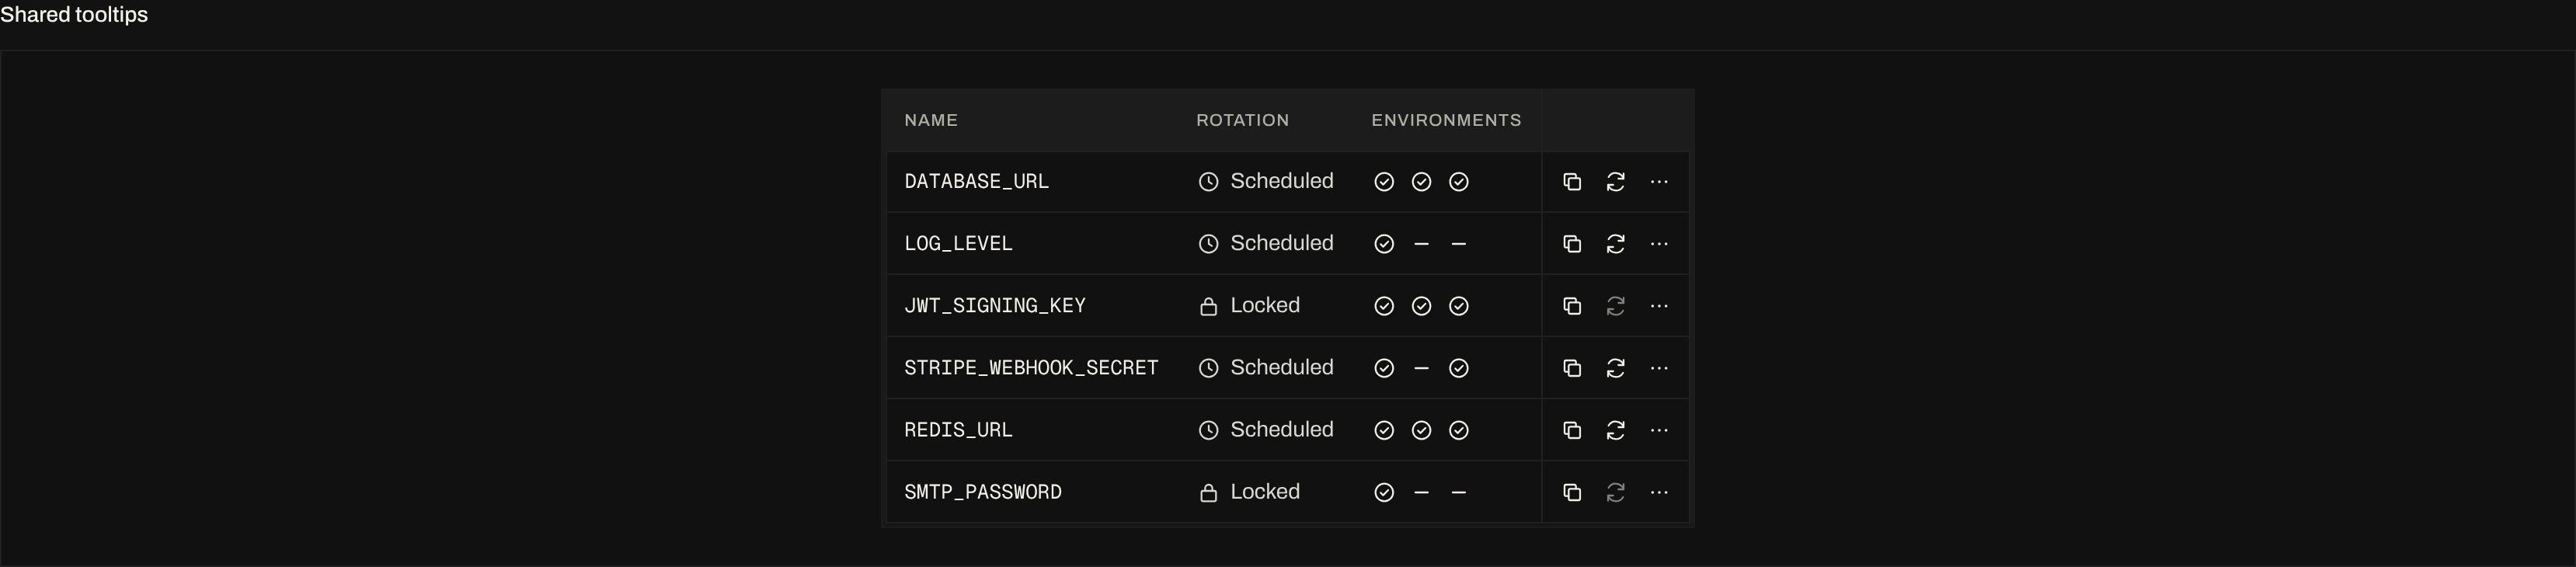 Shared tooltips
NAME ROTATION ENVIRONMENTS
DATABASE_URL Scheduled
LOG_LEVEL Scheduled
JWT_SIGNING_KEY Locked
STRIPE_WEBHOOK_SECRET Scheduled
REDIS_URL Scheduled
SMTP_PASSWORD Locked